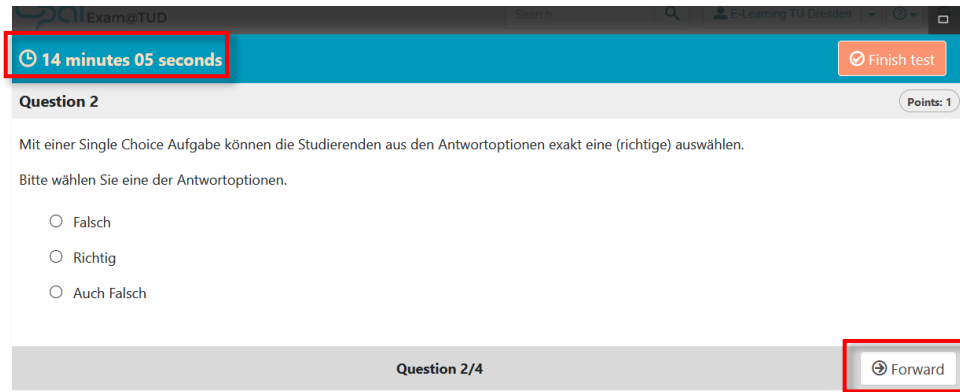 Opal Exam@TUD
Search
E-Learning TU Dresden
14 minutes 05 seconds
Finish test
Question 2
Points: 1
Mit einer Single Choice Aufgabe können die Studierenden aus den Antwortoptionen exakt eine (richtige) auswählen.
Bitte wählen Sie eine der Antwortoptionen.
Falsch
Richtig
Auch Falsch
Question 2/4
Forward